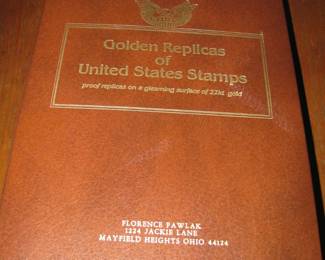 Golden Replicas
of
United States Stamps
proof replicas on a gleaming surface of 22kt. gold
FLORENCE PAWLAK
1224 JACKIE LANE
MAYFIELD HEIGHTS OHIO 44124